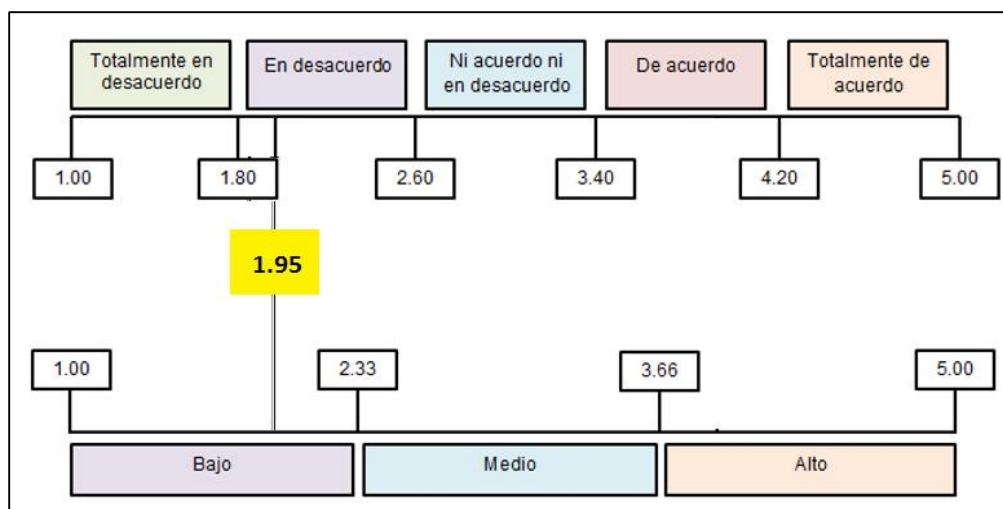 Totalmente en
desacuerdo
En desacuerdo
Ni acuerdo ni
en desacuerdo
De acuerdo
Totalmente de
acuerdo
1.00
1.80
2.60
3.40
4.20
5.00
1.95
1.00
2.33
3.66
5.00
Bajo
Medio
Alto